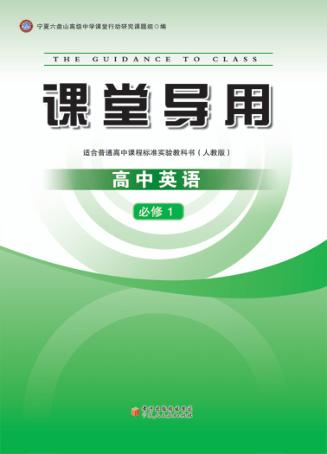 宁夏六盘山高级中学课堂行动研究课题组◎编
THE GUIDANCE TO CLASS
课堂导用
适合普通高中课程标准实验教科书（人教版）
高中英语
必修 1